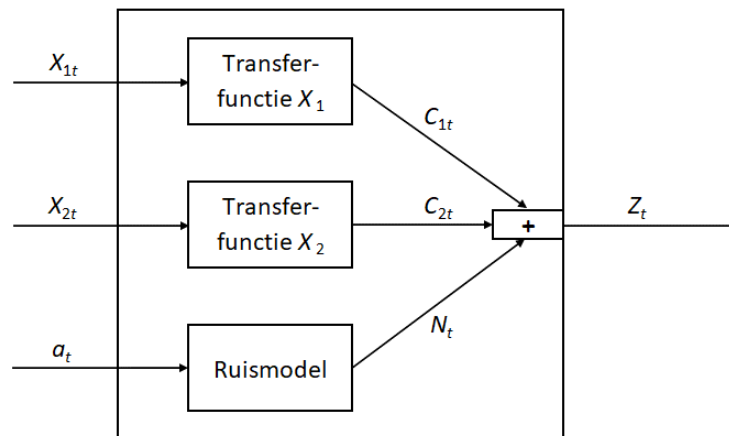 X1t
Transfer-
functie X1
C1t
X2t
Transfer-
functie X2
C2t
+
Zt
at
Ruismodel
Nt